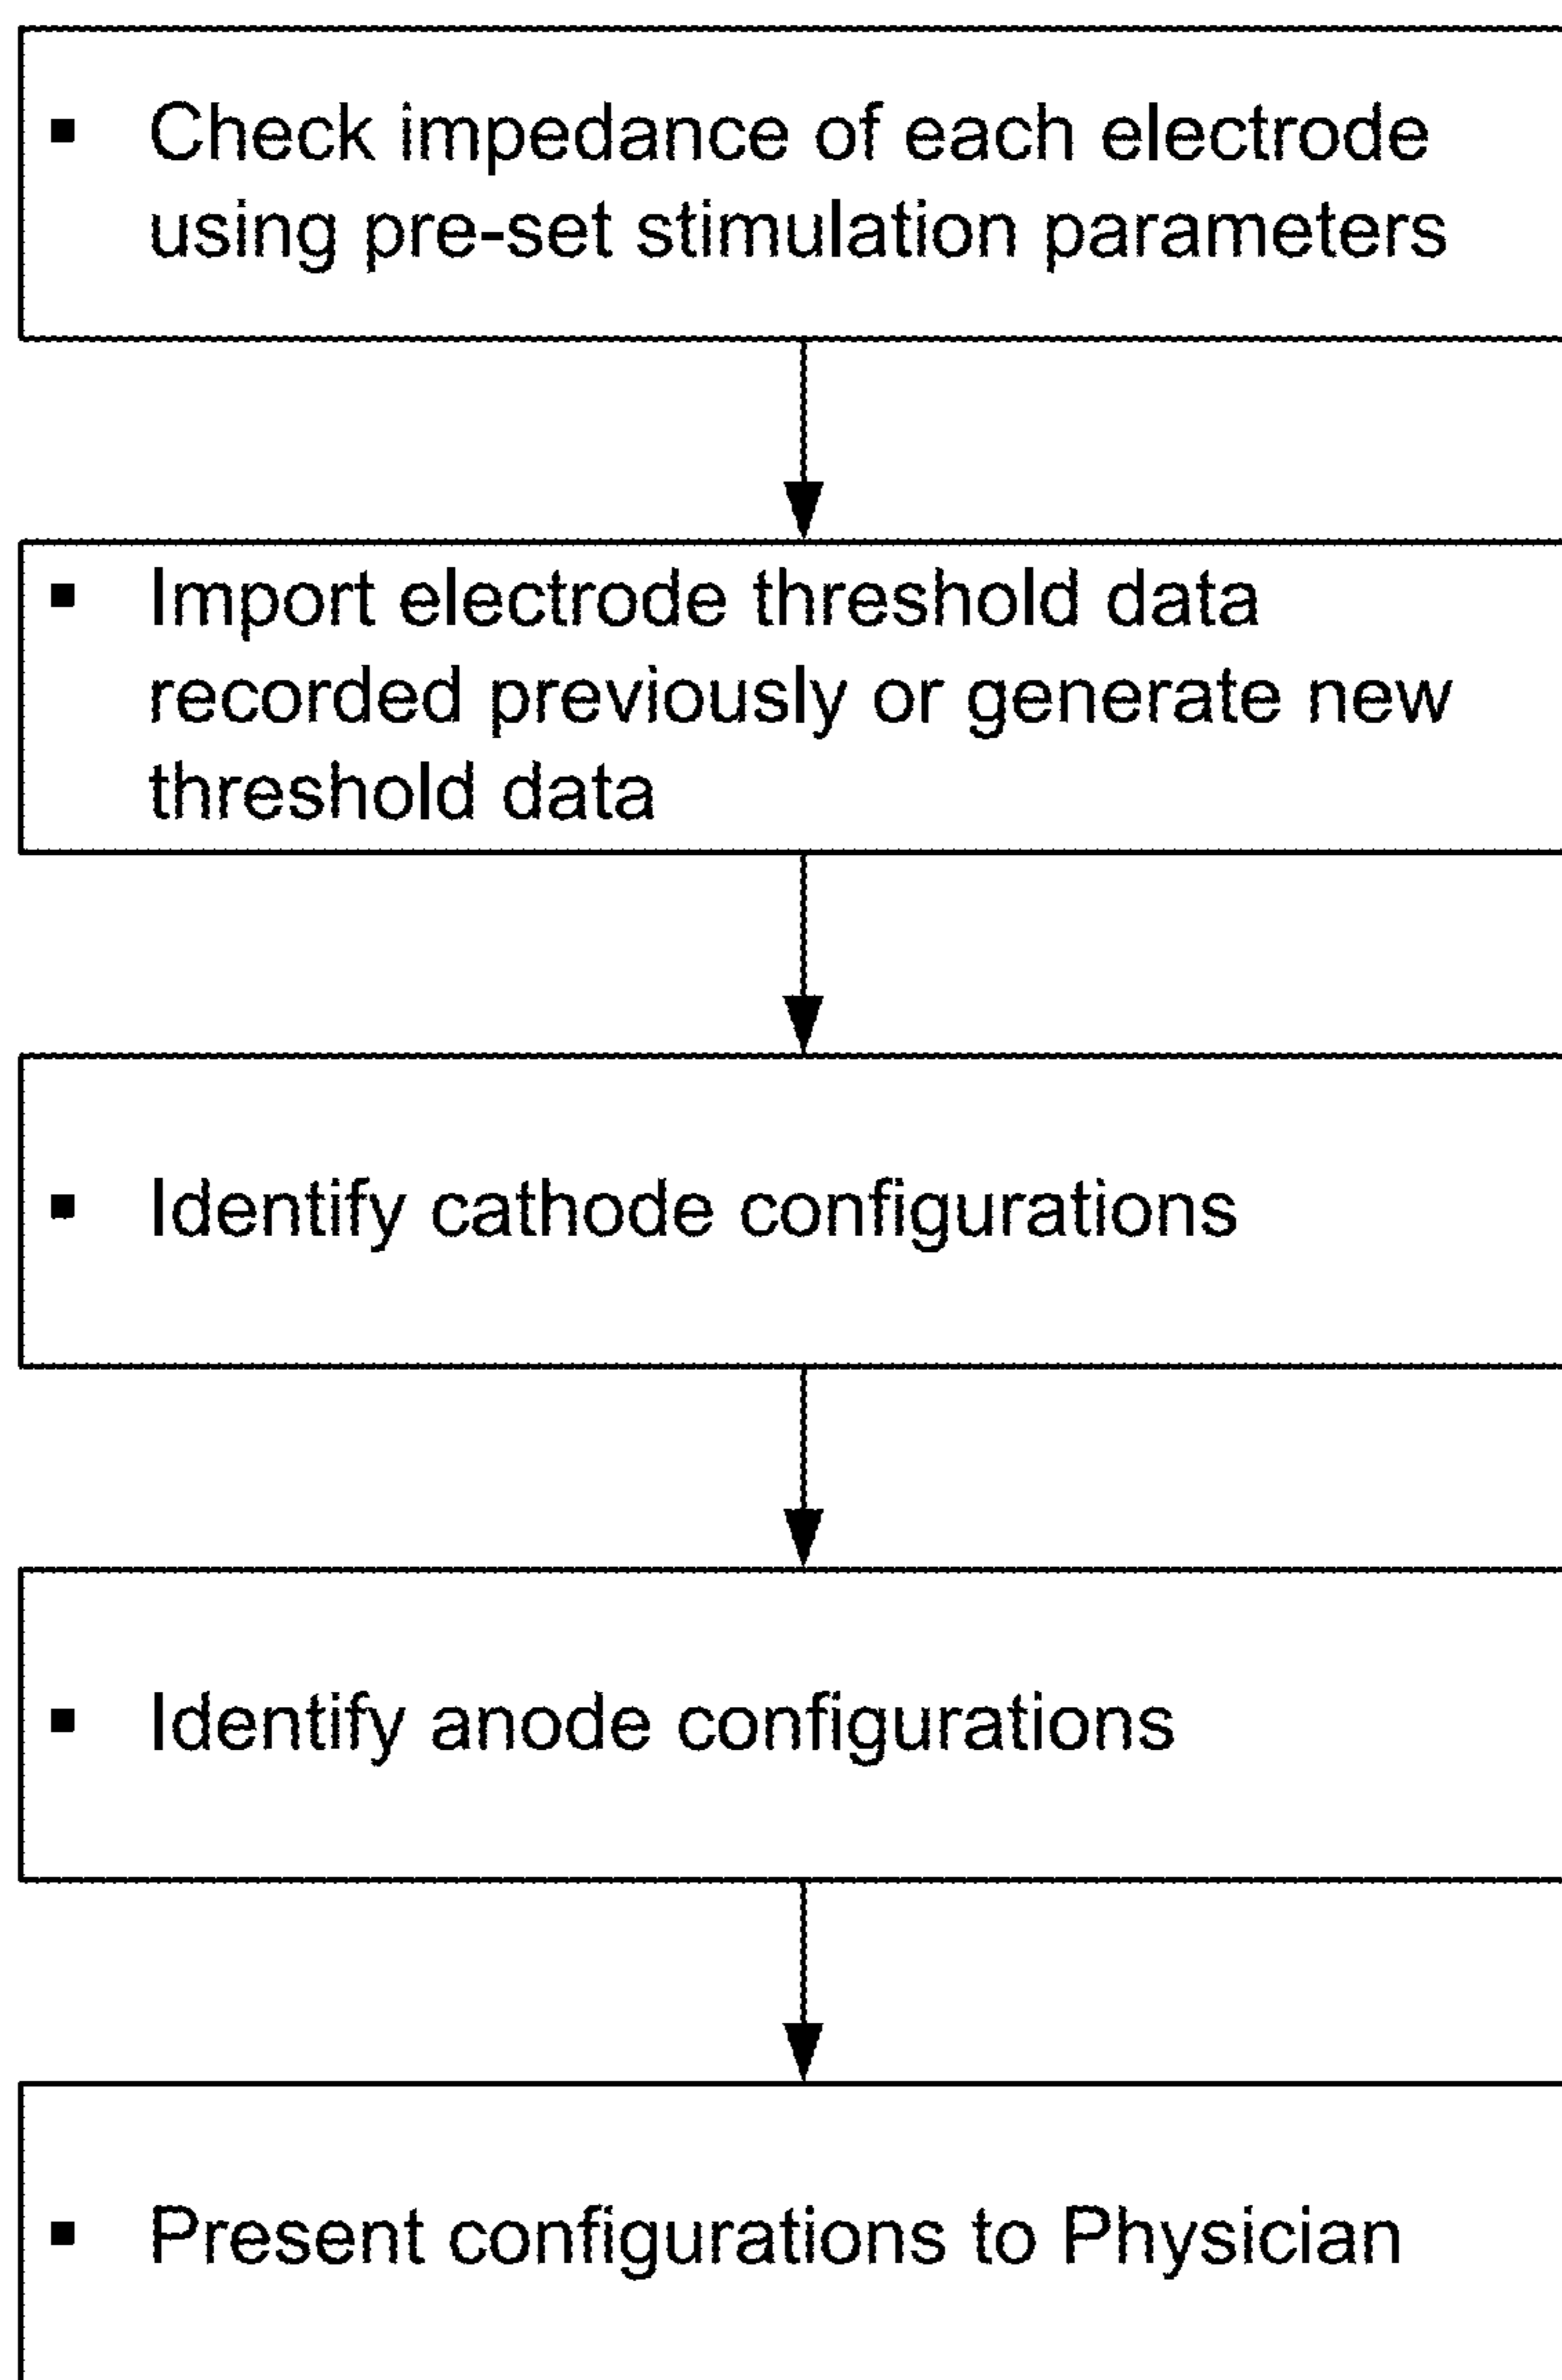 ▪ Check impedance of each electrode
using pre-set stimulation parameters
▪ Import electrode threshold data
recorded previously or generate new
threshold data
▪ Identify cathode configurations
▪ Identify anode configurations
▪ Present configurations to Physician